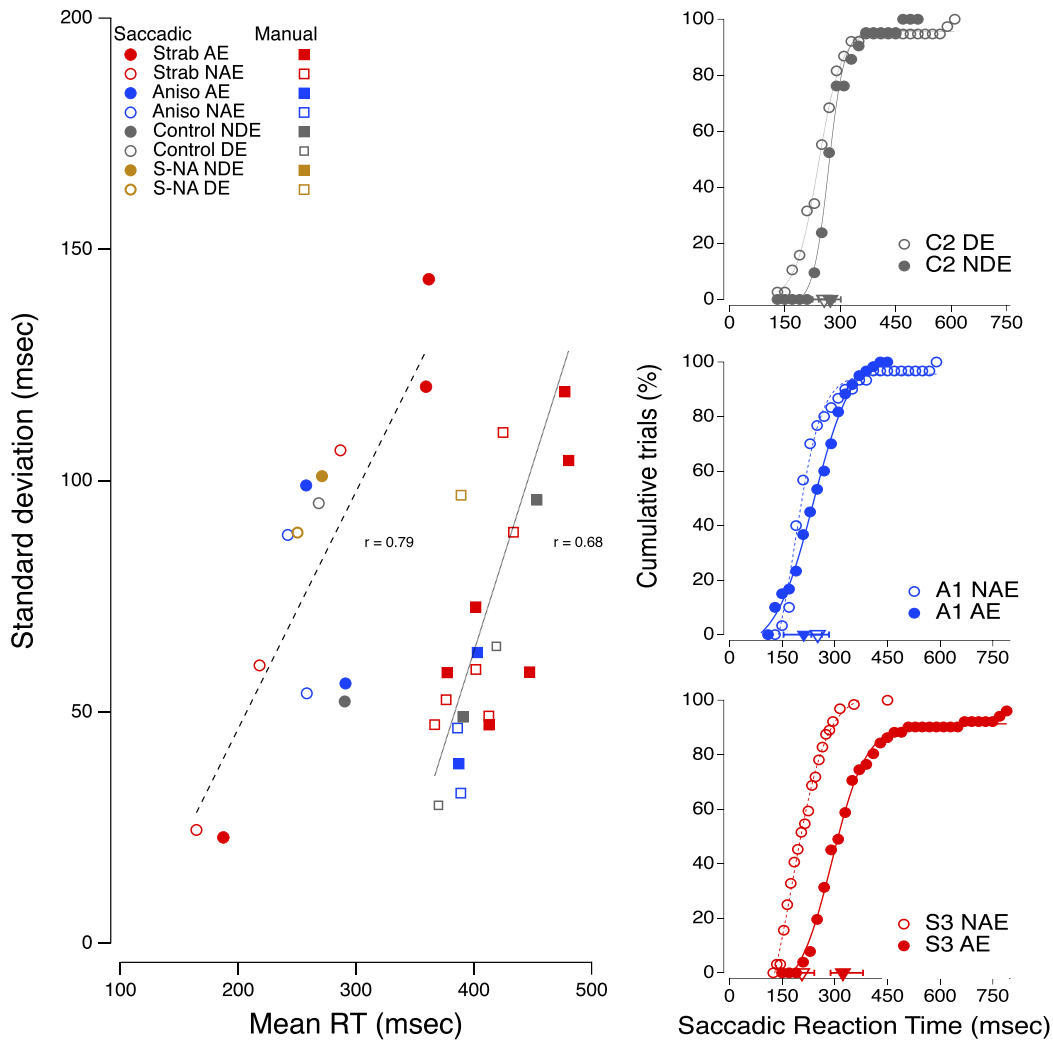 Saccadic Manual
Strab AE
Strab NAE
Aniso AE
Aniso NAE
Control NDE
Control DE
S-NA NDE
S-NA DE
200
150
100
50
0
Standard deviation (msec)
r = 0.79
r = 0.68
100 200 300 400 500
Mean RT (msec)
100
80
60
40
20
0
C2 DE
C2 NDE
0 150 300 450 600 750
Cumulative trials (%)
100
80
60
40
20
0
A1 NAE
A1 AE
0 150 300 450 600 750
100
80
60
40
20
0
S3 NAE
S3 AE
0 150 300 450 600 750
Saccadic Reaction Time (msec)